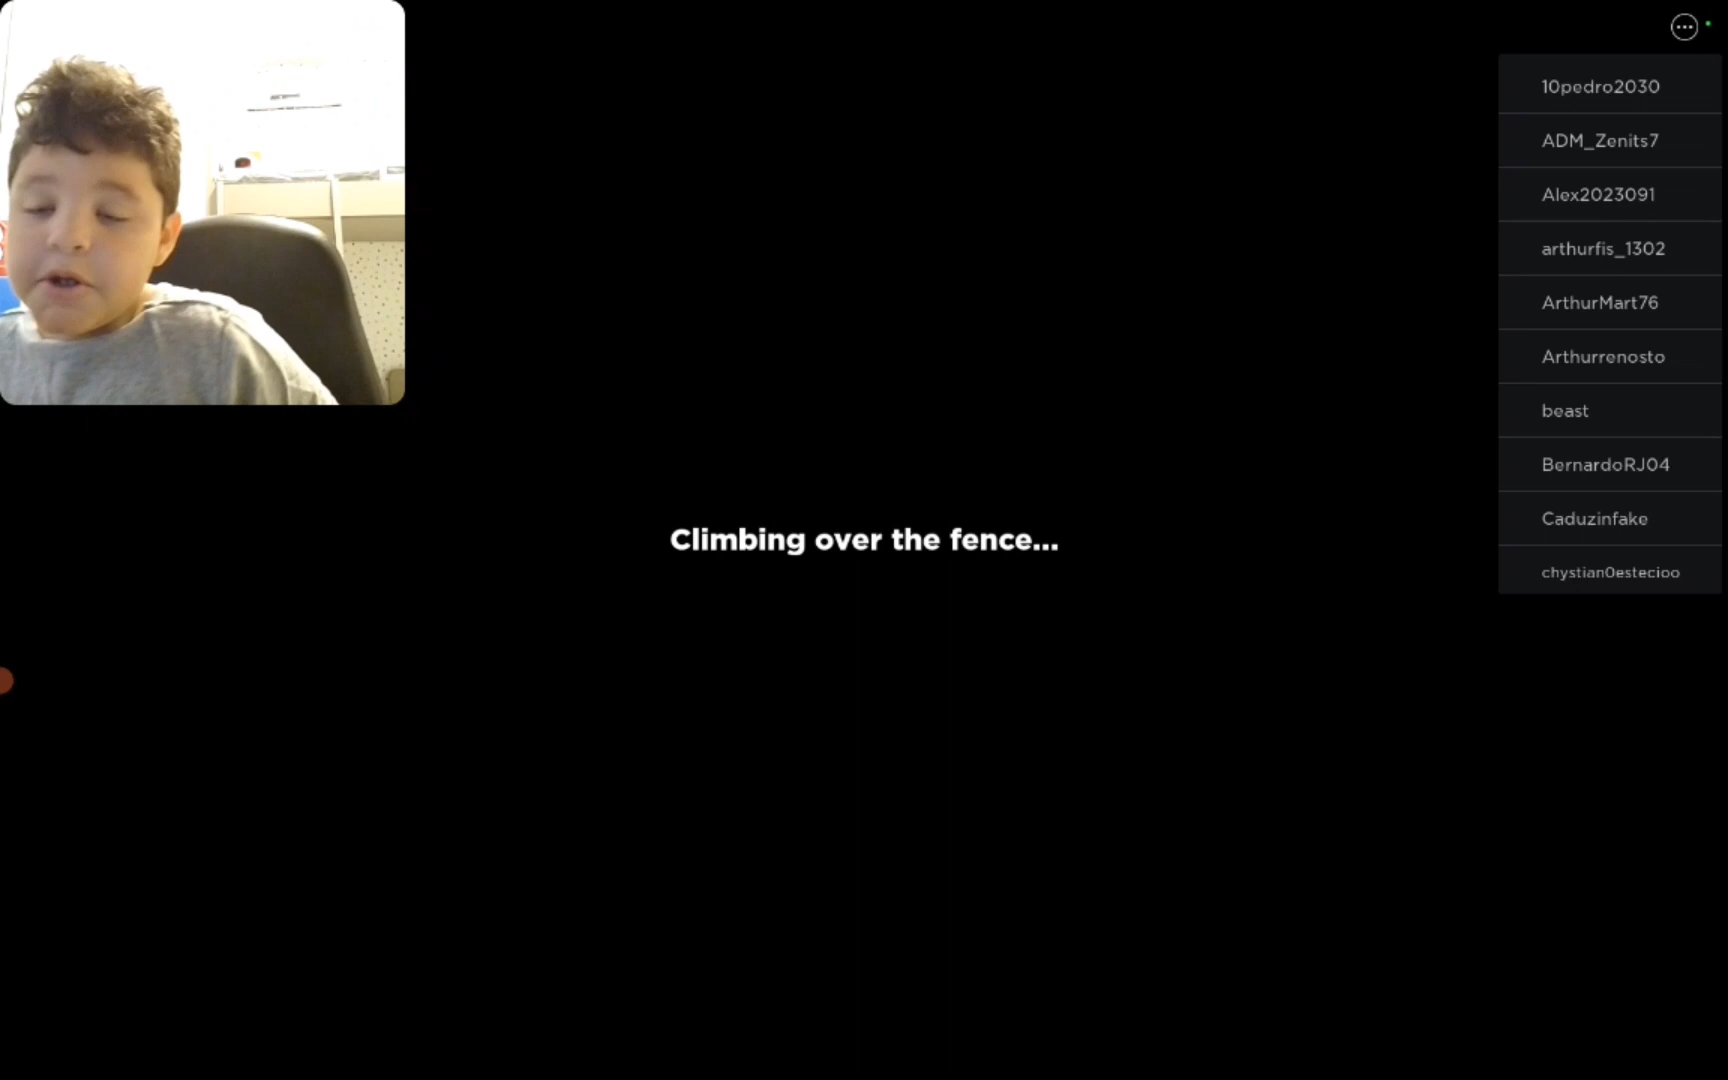 10pedro2030
ADM_Zenits7
Alex2023091
arthurfis_1302
ArthurMart76
Arthurrenosto
beast
BernardoRJ04
Caduzinfake
chystian0estecioo
Climbing over the fence...